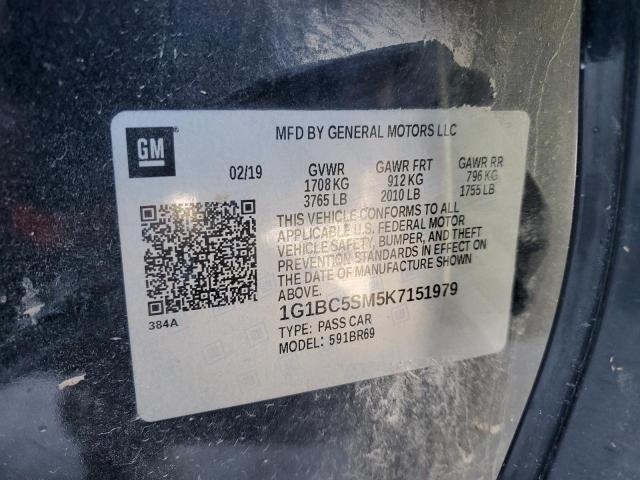 GM
MFD BY GENERAL MOTORS LLC
02/19
GVWR GAWR FRT GAWR RR
1708 KG 912 KG 796 KG
3765 LB 2010 LB 1755 LB
THIS VEHICLE CONFORMS TO ALL
APPLICABLE U.S. FEDERAL MOTOR
VEHICLE SAFETY, BUMPER, AND THEFT
PREVENTION STANDARDS IN EFFECT ON
THE DATE OF MANUFACTURE SHOWN
ABOVE.
1G1BC5SM5K7151979
TYPE: PASS CAR
MODEL: 591BR69
384A